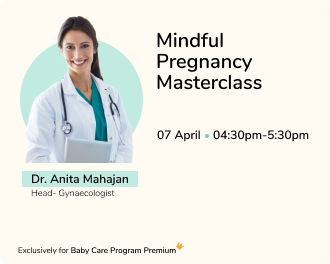 Mindful
Pregnancy
Masterclass
07 April • 04:30pm-5:30pm
Dr. Anita Mahajan
Head- Gynaecologist
Exclusively for Baby Care Program Premium